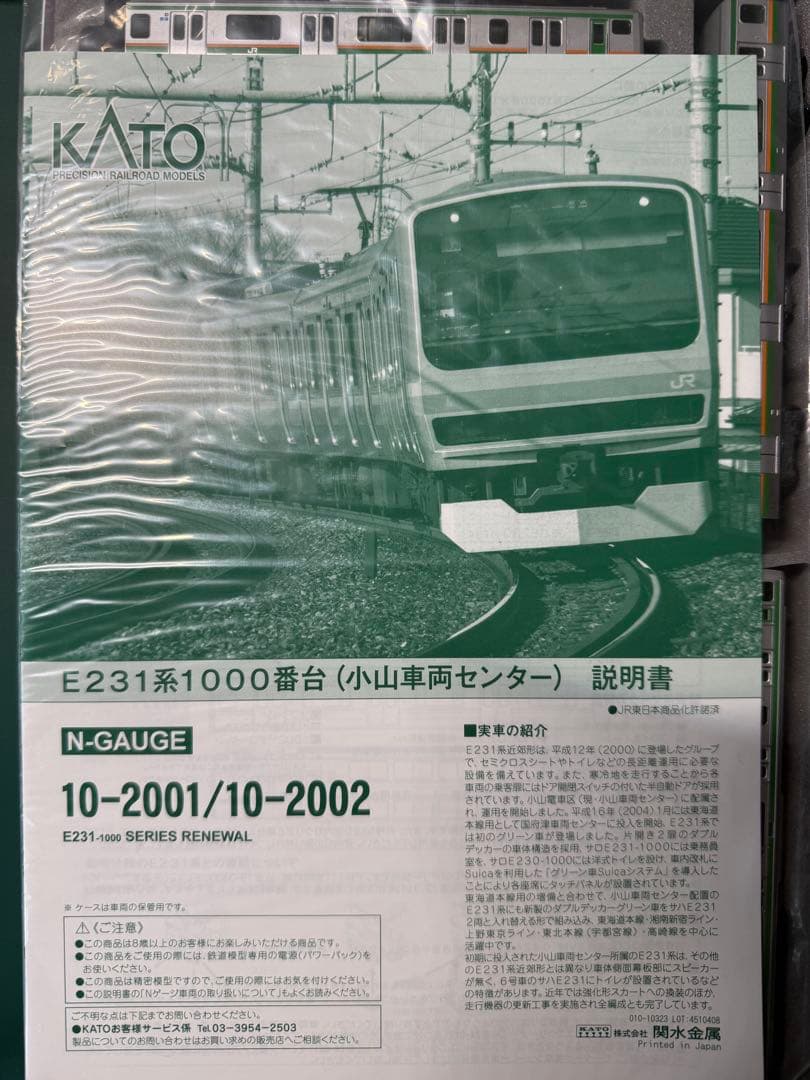 JR
KATO
PRECISION RAILROAD MODELS
JR
E231系1000番台（小山車両センター） 説明書
●JR東日本商品化許諾済
N-GAUGE
10-2001/10-2002
E231-1000 SERIES RENEWAL
※ ケースは車両の保管用です。
⚠《ご注意》
●この商品は8歳以上のお客様にお楽しみいただける商品です。
●この商品をご使用の際には、鉄道模型専用の電源（パワーパック）を
お使いください。
●この商品は精密模型ですので、ご使用の際にはお気を付けください。
●この説明書の「Nゲージ車両の取り扱いについて」もよくお読みください。
ご不明な点は下記までお問い合わせください。
●KATOお客様サービス係 Tel.03-3954-2503
製品についてのお問い合わせはお買い求めの販売店へご相談ください。
■実車の紹介
E231系近郊形は、平成12年（2000）に登場したグループ
で、セミクロスシートやトイレなどの長距離運用に必要な
設備を備えています。また、寒冷地を走行することから各
車両の乗客扉にはドア開閉スイッチの付いた半自動ドアが採用
されています。小山電車区（現・小山車両センター）に配属さ
れ、運用を開始しました。平成16年（2004）1月には東海道
本線用として国府津車両センターに投入を開始、E231系で
は初のグリーン車が登場しました。片開き2扉のダブル
デッカーの車体構造を採用、サロE231-1000には乗務員
室を、サロE230-1000には洋式トイレを設け、車内改札に
Suicaを利用した「グリーン車Suicaシステム」を導入した
ことにより各座席にタッチパネルが設置されています。
東海道本線用の増備と合わせて、小山車両センター配置の
E231系にも新製のダブルデッカーグリーン車をサハE231
2両と入れ替える形で組み込み、東海道本線・湘南新宿ライン・
上野東京ライン・東北本線（宇都宮線）・高崎線を中心に
活躍中です。
初期に投入された小山車両センター所属のE231系は、その他
のE231系近郊形とは異なり車体側面幕板部にスピーカー
が無く、6号車のサハE231にトイレが設置されているなど
の特徴があります。近年では強化形スカートへの換装のほか、
走行機器の更新工事を実施され全編成とも完了しています。
010-10323 LOT:4510408
KATO 株式会社 関水金属
Printed in Japan